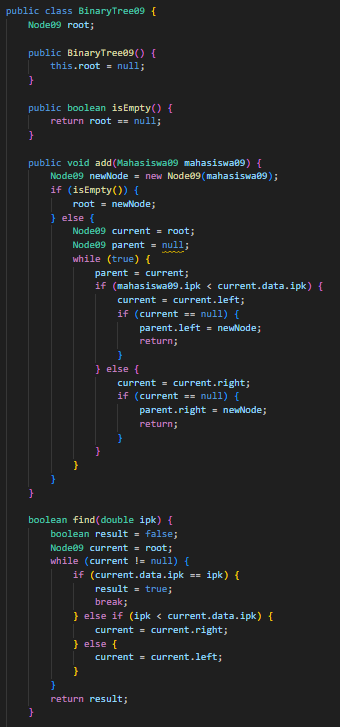 public class BinaryTree09 {
    Node09 root;

    public BinaryTree09() {
        this.root = null;
    }

    public boolean isEmpty() {
        return root == null;
    }

    public void add(Mahasiswa09 mahasiswa09) {
        Node09 newNode = new Node09(mahasiswa09);
        if (isEmpty()) {
            root = newNode;
        } else {
            Node09 current = root;
            Node09 parent = null;
            while (true) {
                parent = current;
                if (mahasiswa09.ipk < current.data.ipk) {
                    current = current.left;
                    if (current == null) {
                        parent.left = newNode;
                        return;
                    }
                } else {
                    current = current.right;
                    if (current == null) {
                        parent.right = newNode;
                        return;
                    }
                }
            }
        }
    }

    boolean find(double ipk) {
        boolean result = false;
        Node09 current = root;
        while (current != null) {
            if (current.data.ipk == ipk) {
                result = true;
                break;
            } else if (ipk < current.data.ipk) {
                current = current.right;
            } else {
                current = current.left;
            }
        }
        return result;
    }